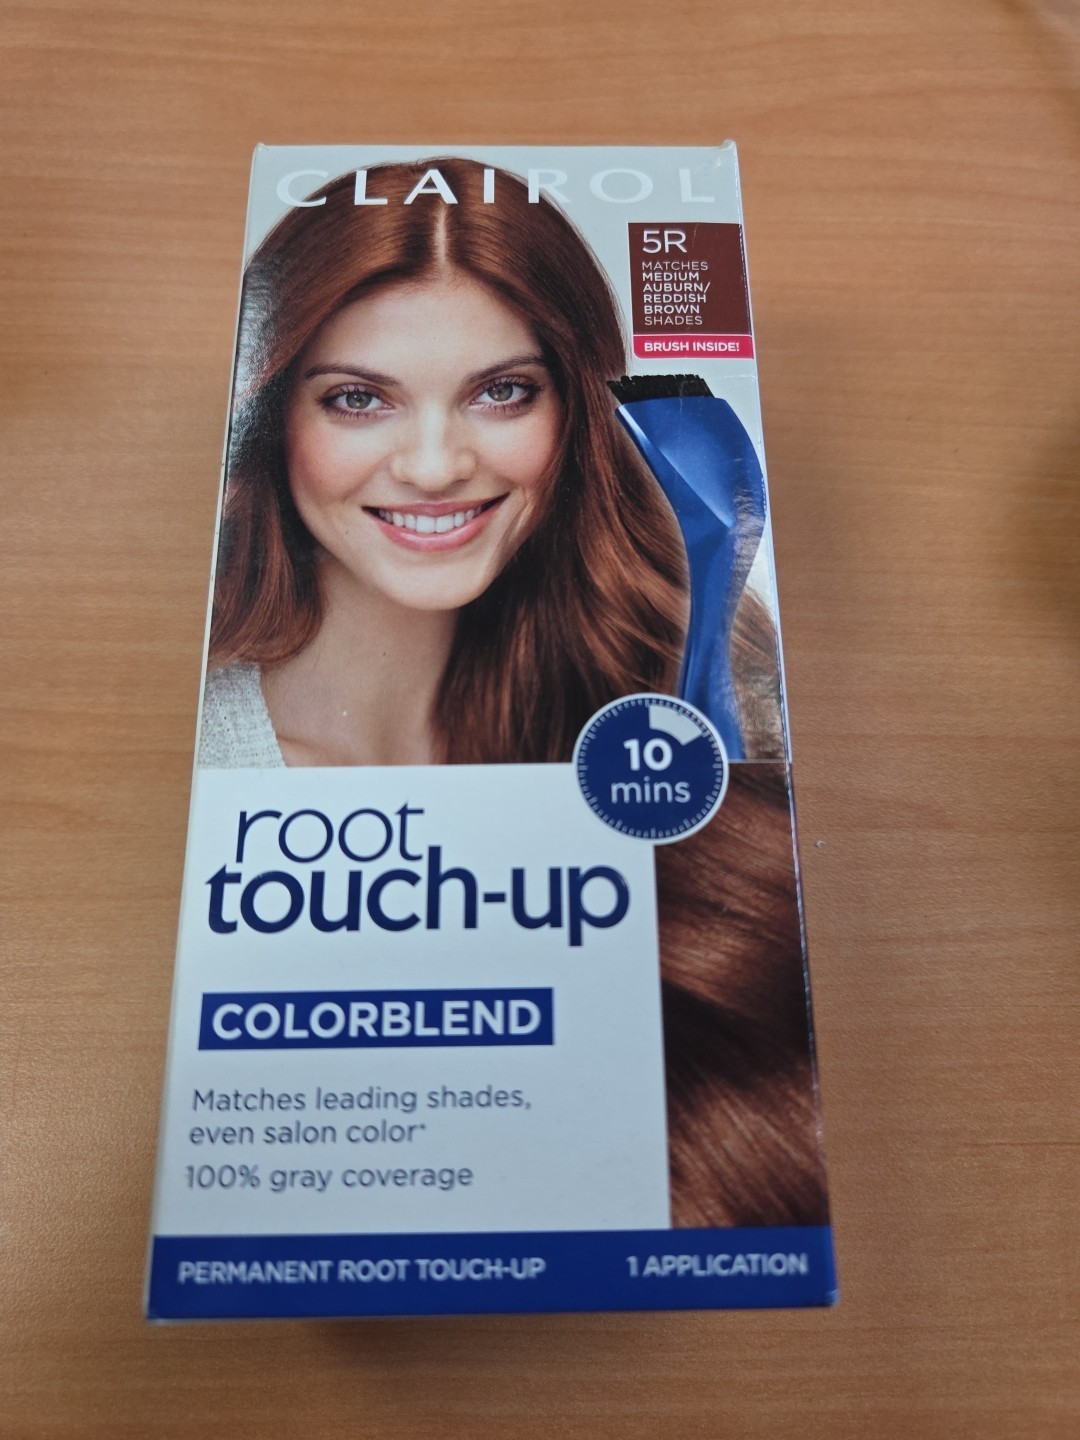 CLAIROL
5R
MATCHES
MEDIUM
AUBURN/
REDDISH
BROWN
SHADES
BRUSH INSIDE!
10
mins
root
touch-up
COLORBLEND
Matches leading shades,
even salon color*
100% gray coverage
PERMANENT ROOT TOUCH-UP
1 APPLICATION